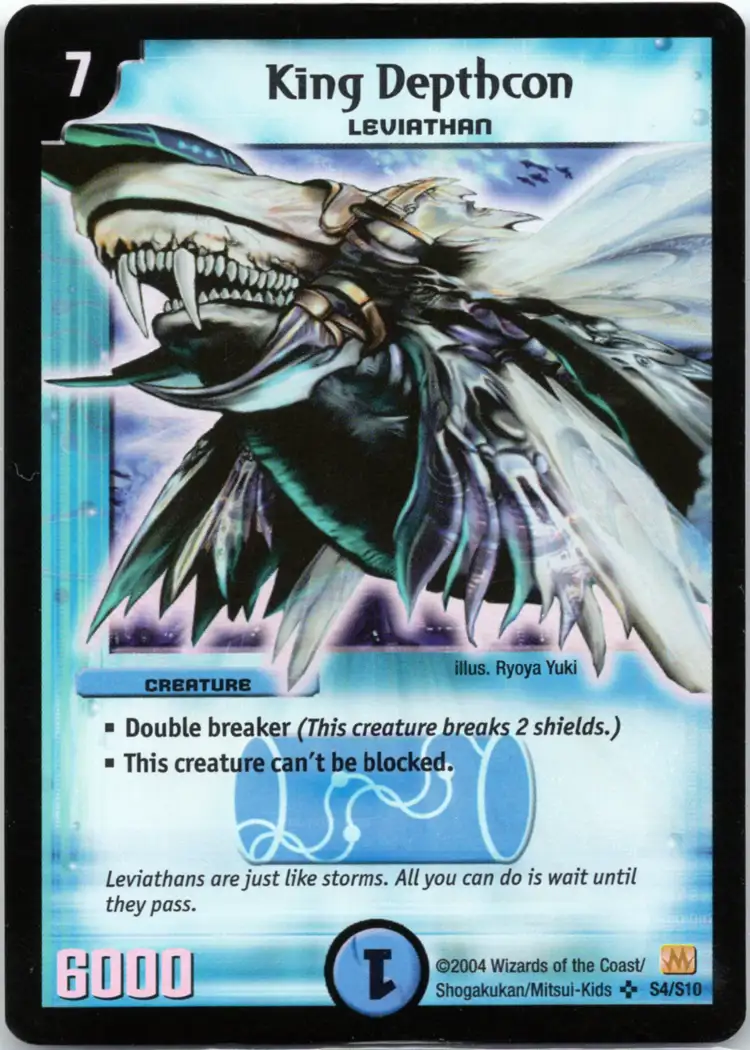 7
King Depthcon
LEVIATHAN
illus. Ryoya Yuki
CREATURE
▪ Double breaker (This creature breaks 2 shields.)
▪ This creature can't be blocked.
Leviathans are just like storms. All you can do is wait until
they pass.
6000
1
©2004 Wizards of the Coast/
Shogakukan/Mitsui-Kids S4/S10